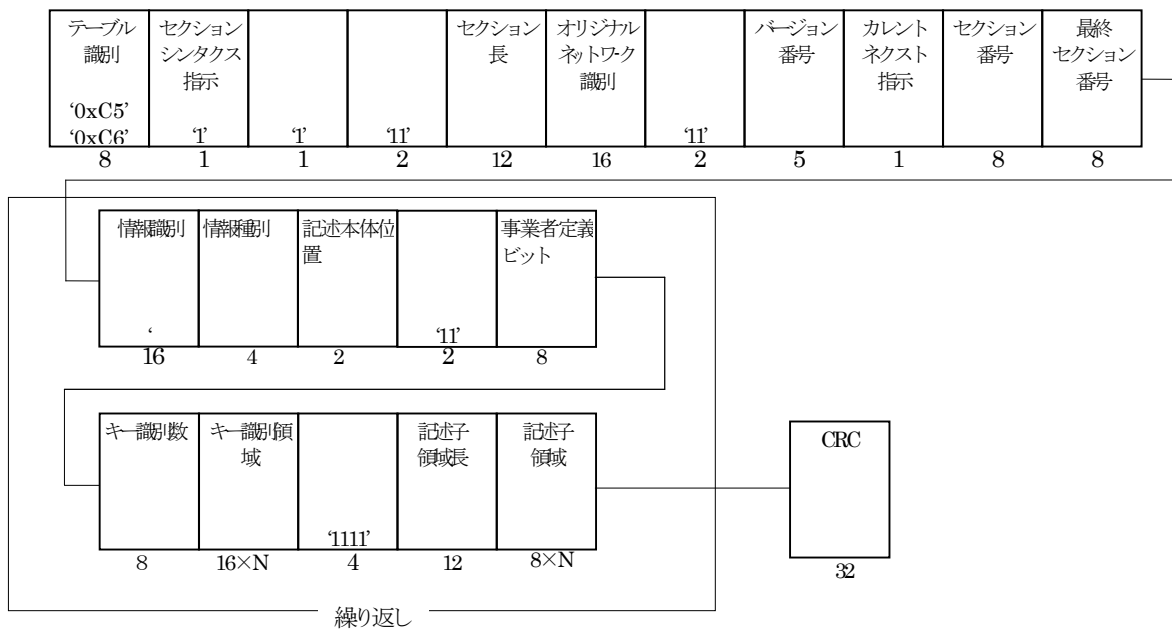 テーブル
識別
‘0xC5’
‘0xC6’
8
セクション
シンタクス
指示
‘1’
1
‘1’
1
‘11’
2
セクション
長
12
オリジナル
ネットワーク
識別
16
‘11’
2
バージョン
番号
5
カレント
ネクスト
指示
1
セクション
番号
8
最終
セクション
番号
8
情報識別
‘
16
情報種別
4
記述本体位
置
2
‘11’
2
事業者定義
ビット
8
キー識別数
8
キー識別領
域
16×N
‘1111’
4
記述子
領域長
12
記述子
領域
8×N
CRC
32
繰り返し